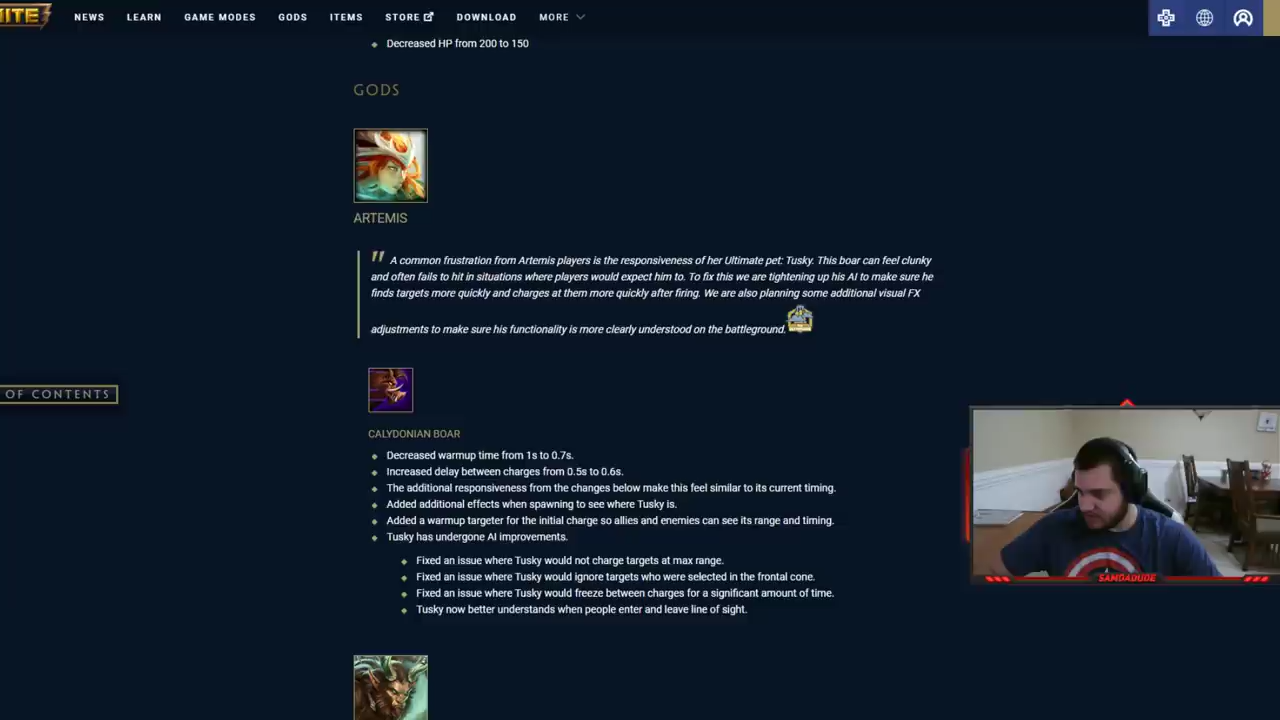 ITE
NEWS
LEARN
GAME MODES
GODS
ITEMS
STORE
DOWNLOAD
MORE
Decreased HP from 200 to 150
GODS
ARTEMIS
" A common frustration from Artemis players is the responsiveness of her Ultimate pet: Tusky. This boar can feel clunky
and often fails to hit in situations where players would expect him to. To fix this we are tightening up his AI to make sure he
finds targets more quickly and charges at them more quickly after firing. We are also planning some additional visual FX
adjustments to make sure his functionality is more clearly understood on the battleground.
OF CONTENTS
CALYDONIAN BOAR
Decreased warmup time from 1s to 0.7s.
Increased delay between charges from 0.5s to 0.6s.
The additional responsiveness from the changes below make this feel similar to its current timing.
Added additional effects when spawning to see where Tusky is.
Added a warmup targeter for the initial charge so allies and enemies can see its range and timing.
Tusky has undergone AI improvements.
Fixed an issue where Tusky would not charge targets at max range.
Fixed an issue where Tusky would ignore targets who were selected in the frontal cone.
Fixed an issue where Tusky would freeze between charges for a significant amount of time.
Tusky now better understands when people enter and leave line of sight.
SAMDADUDE